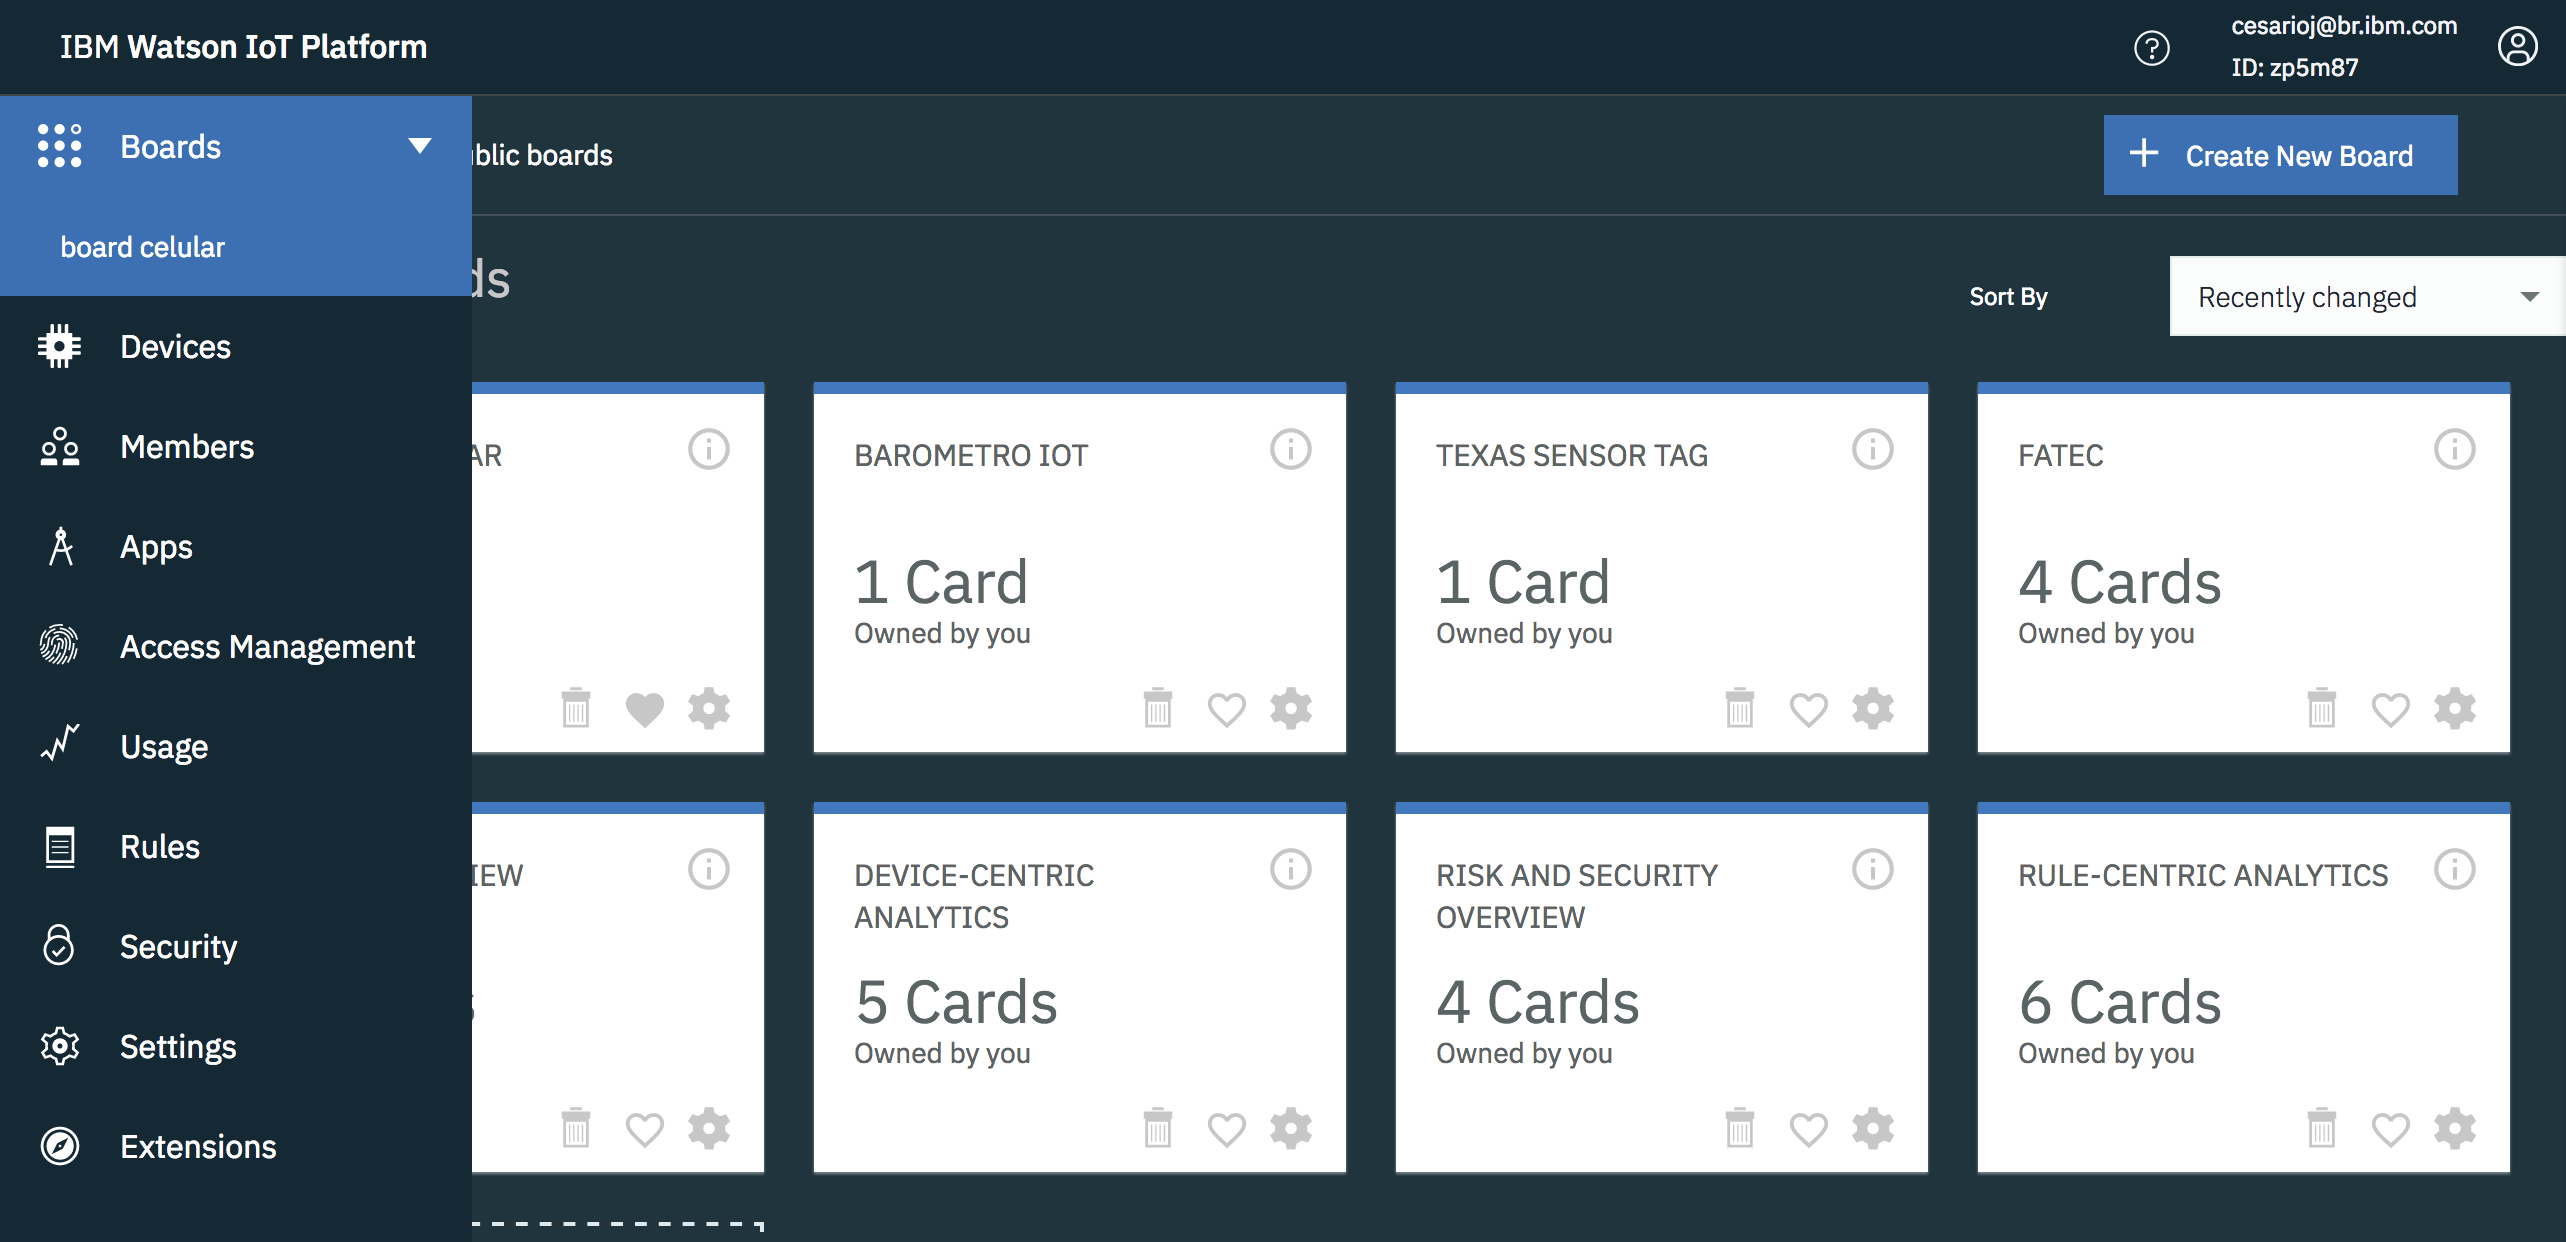 IBM Watson IoT Platform
cesarioj@br.ibm.com
ID: zp5m87
Boards
board celular
Devices
Members
Apps
Access Management
Usage
Rules
Security
Settings
Extensions
boards
Create New Board
Sort By
Recently changed
BAROMETRO IOT
1 Card
Owned by you
TEXAS SENSOR TAG
1 Card
Owned by you
FATEC
4 Cards
Owned by you
DEVICE-CENTRIC
ANALYTICS
5 Cards
Owned by you
RISK AND SECURITY
OVERVIEW
4 Cards
Owned by you
RULE-CENTRIC ANALYTICS
6 Cards
Owned by you